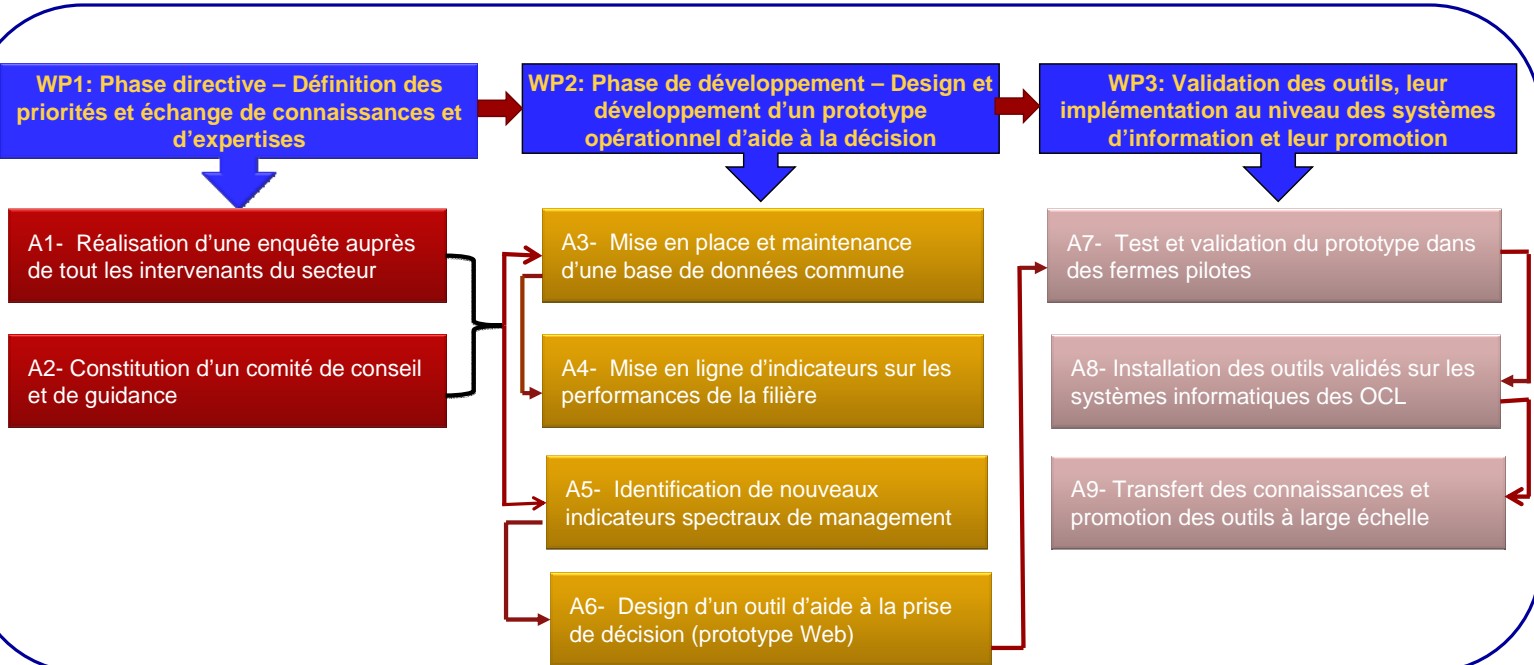 WP1: Phase directive – Définition des
priorités et échange de connaissances et
d'expertises
WP2: Phase de développement – Design et
développement d'un prototype
opérationnel d'aide à la décision
WP3: Validation des outils, leur
implémentation au niveau des systèmes
d'information et leur promotion
A1- Réalisation d'une enquête auprès
de tout les intervenants du secteur
A2- Constitution d'un comité de conseil
et de guidance
A3- Mise en place et maintenance
d'une base de données commune
A4- Mise en ligne d'indicateurs sur les
performances de la filière
A5- Identification de nouveaux
indicateurs spectraux de management
A6- Design d'un outil d'aide à la prise
de décision (prototype Web)
A7- Test et validation du prototype dans
des fermes pilotes
A8- Installation des outils validés sur les
systèmes informatiques des OCL
A9- Transfert des connaissances et
promotion des outils à large échelle